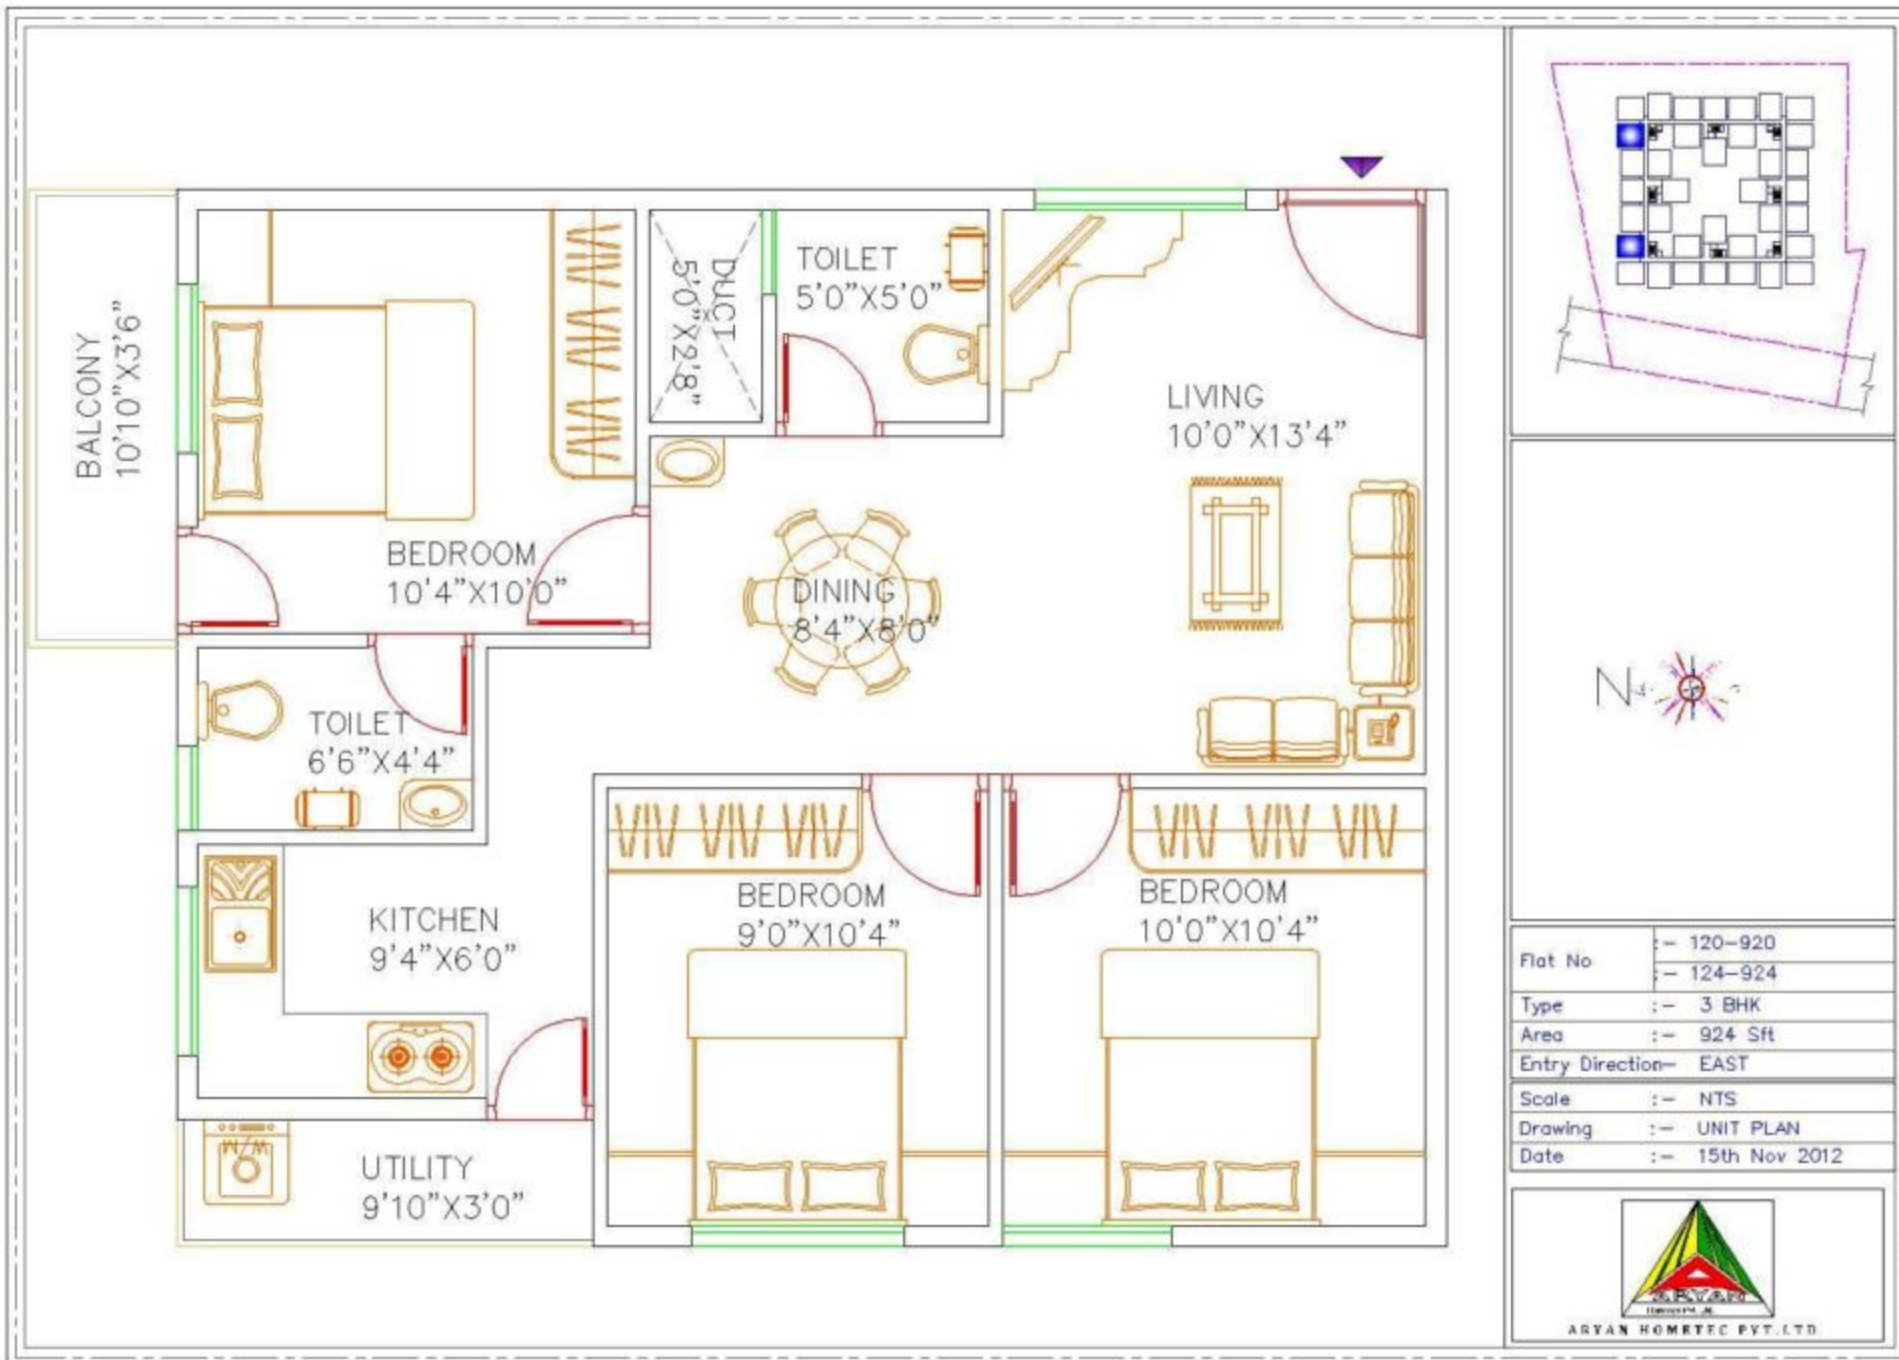 BALCONY
10'10"X3'6"
BEDROOM
10'4"X10'0"
DUCT
5'0"X2'8"
TOILET
5'0"X5'0"
LIVING
10'0"X13'4"
DINING
8'4"X8'0"
TOILET
6'6"X4'4"
KITCHEN
9'4"X6'0"
BEDROOM
9'0"X10'4"
BEDROOM
10'0"X10'4"
W/M
UTILITY
9'10"X3'0"
N
Flat No :- 120-920
:- 124-924
Type :- 3 BHK
Area :- 924 Sft
Entry Direction- EAST
Scale :- NTS
Drawing :- UNIT PLAN
Date :- 15th Nov 2012
A
ARYAN
ARYAN HOMETEC PVT.LTD